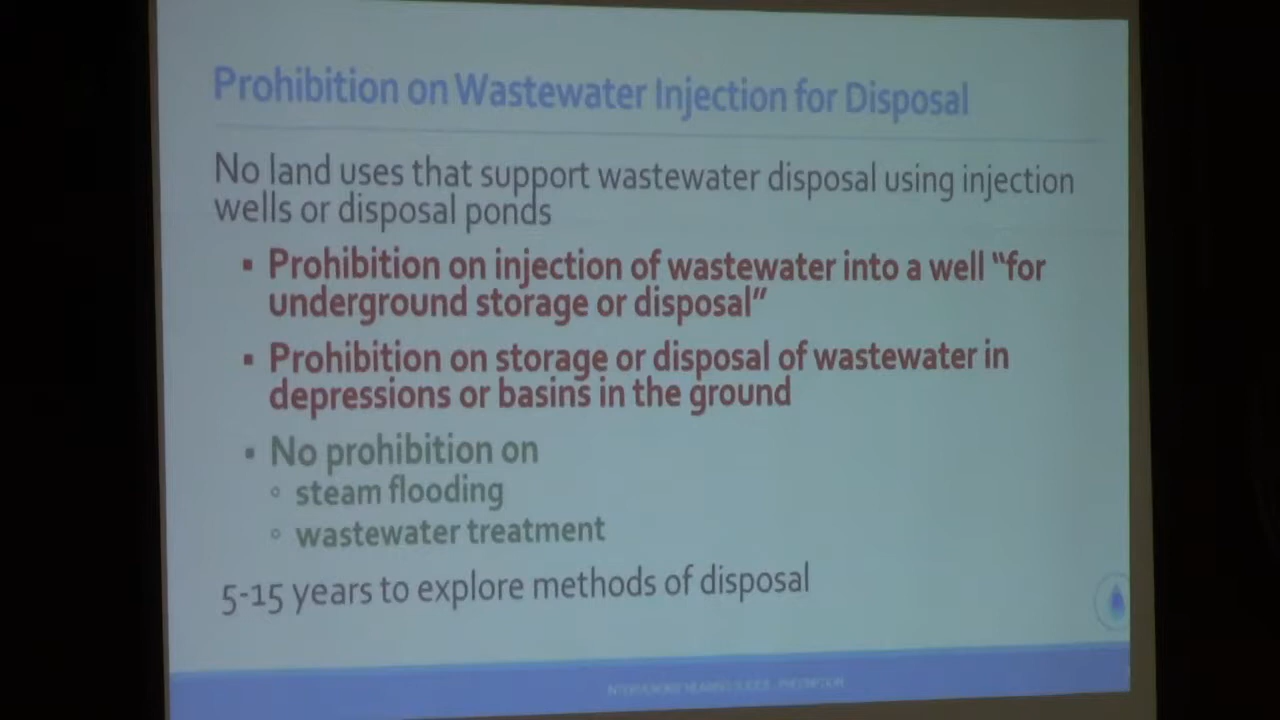 Prohibition on Wastewater Injection for Disposal
No land uses that support wastewater disposal using injection
wells or disposal ponds
▪ Prohibition on injection of wastewater into a well “for
underground storage or disposal”
▪ Prohibition on storage or disposal of wastewater in
depressions or basins in the ground
▪ No prohibition on
◦ steam flooding
◦ wastewater treatment
5-15 years to explore methods of disposal